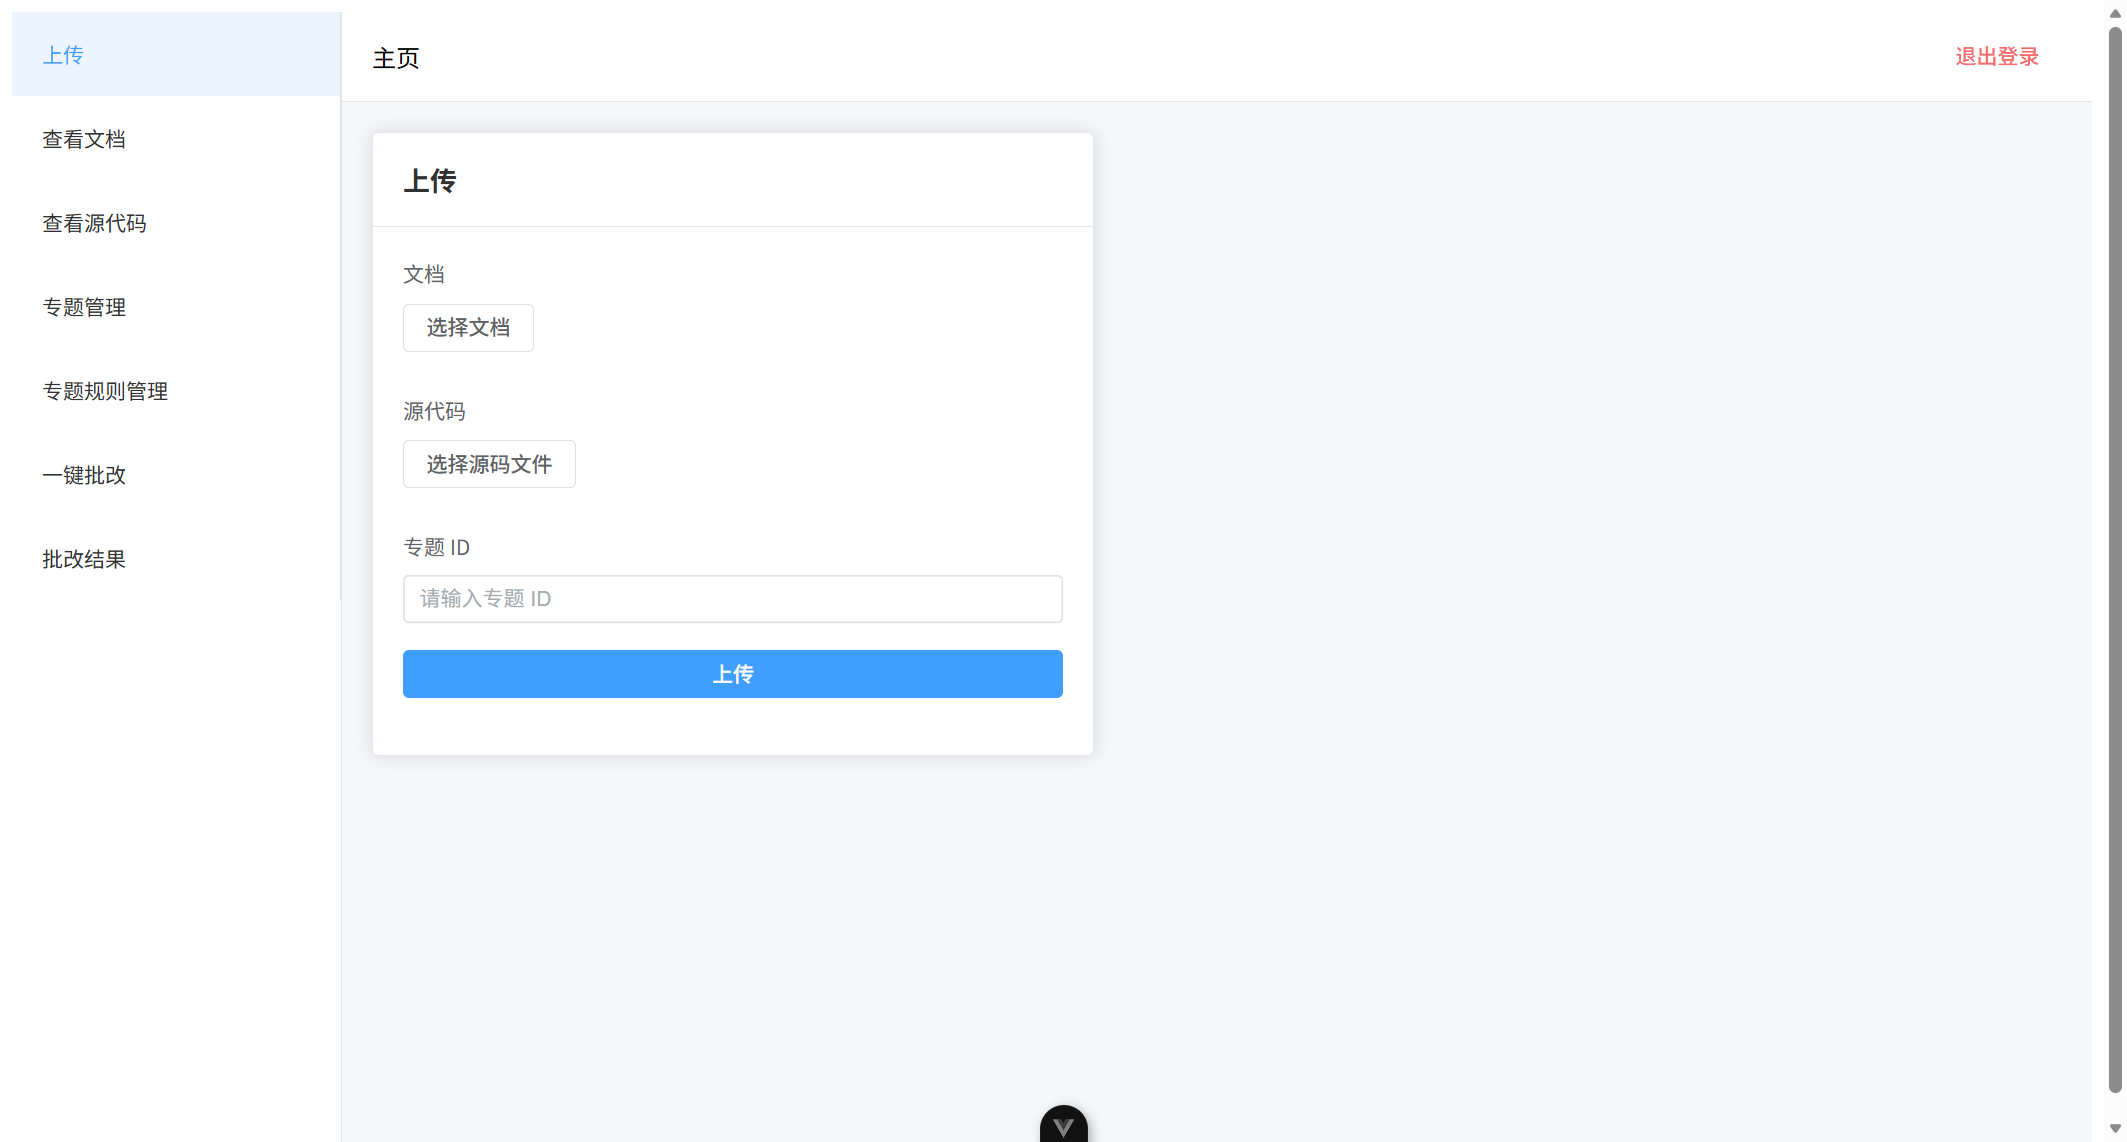 上传
查看文档
查看源代码
专题管理
专题规则管理
一键批改
批改结果
主页
退出登录
上传
文档
选择文档
源代码
选择源码文件
专题 ID
请输入专题 ID
上传